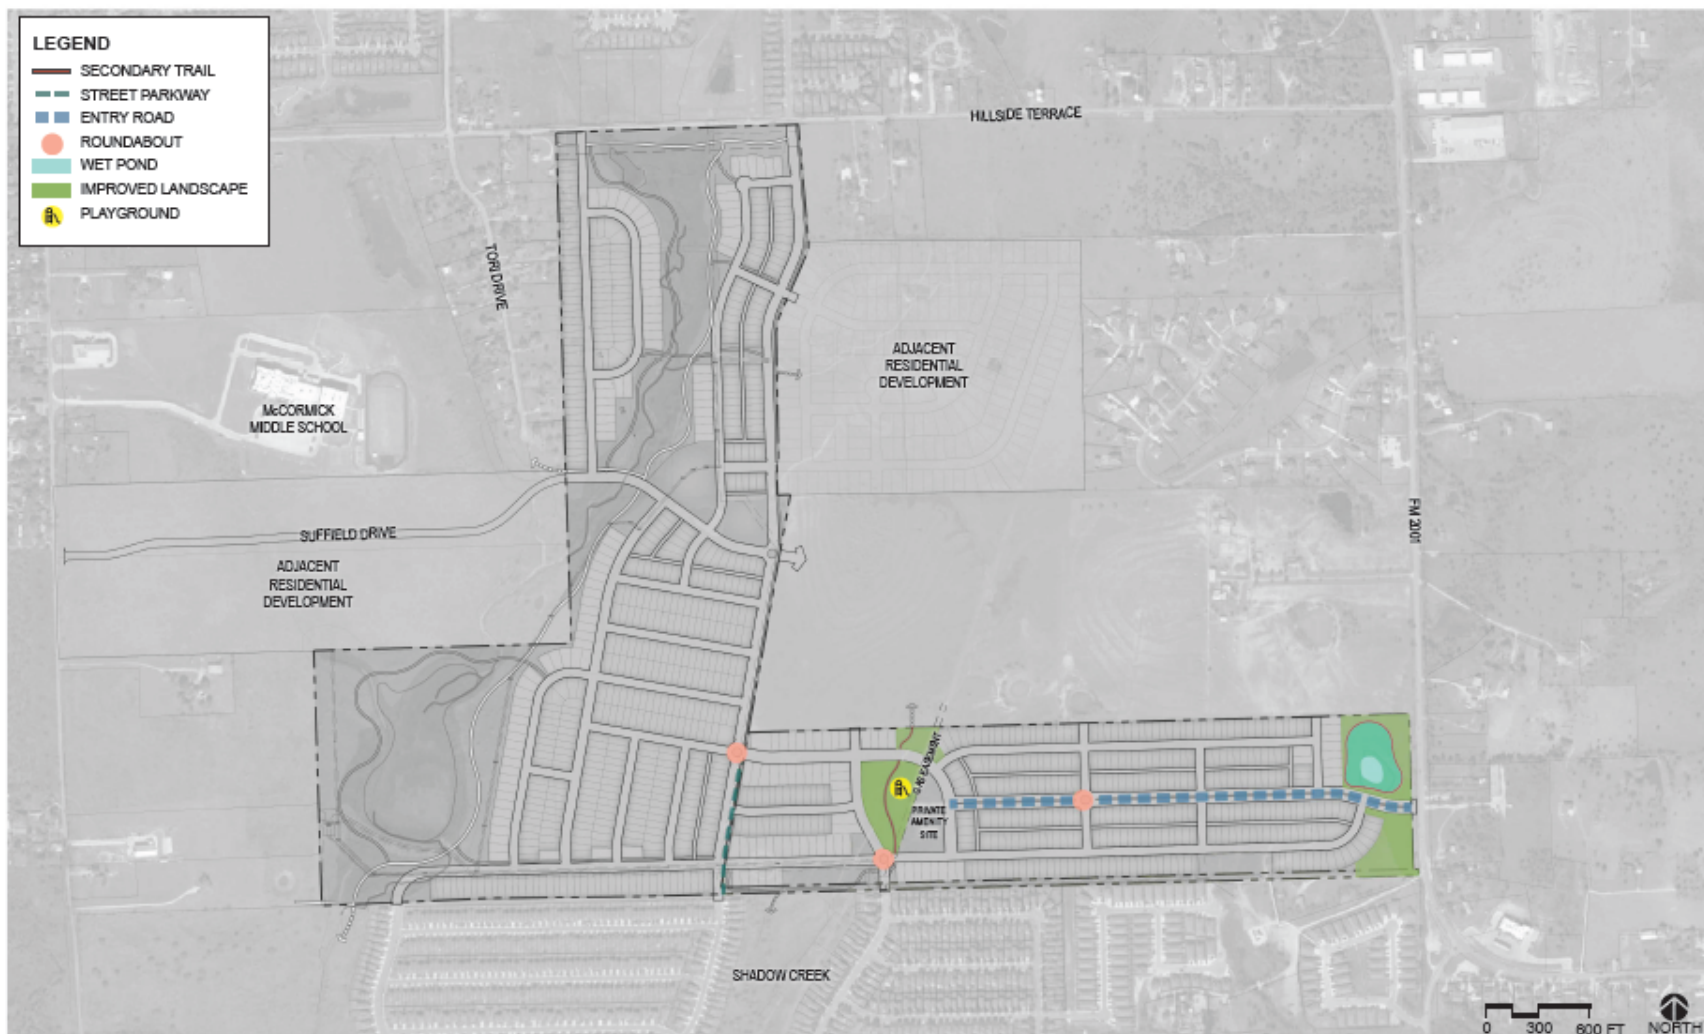 LEGEND
SECONDARY TRAIL
STREET PARKWAY
ENTRY ROAD
ROUNDABOUT
WET POND
IMPROVED LANDSCAPE
PLAYGROUND
HILLSIDE TERRACE
TORI DRIVE
ADJACENT
RESIDENTIAL
DEVELOPMENT
McCORMICK
MIDDLE SCHOOL
FM 2001
SUFFIELD DRIVE
ADJACENT
RESIDENTIAL
DEVELOPMENT
GAS EASEMENT
PRIVATE
AMENITY
SITE
SHADOW CREEK
0 300 600 FT
NORTH